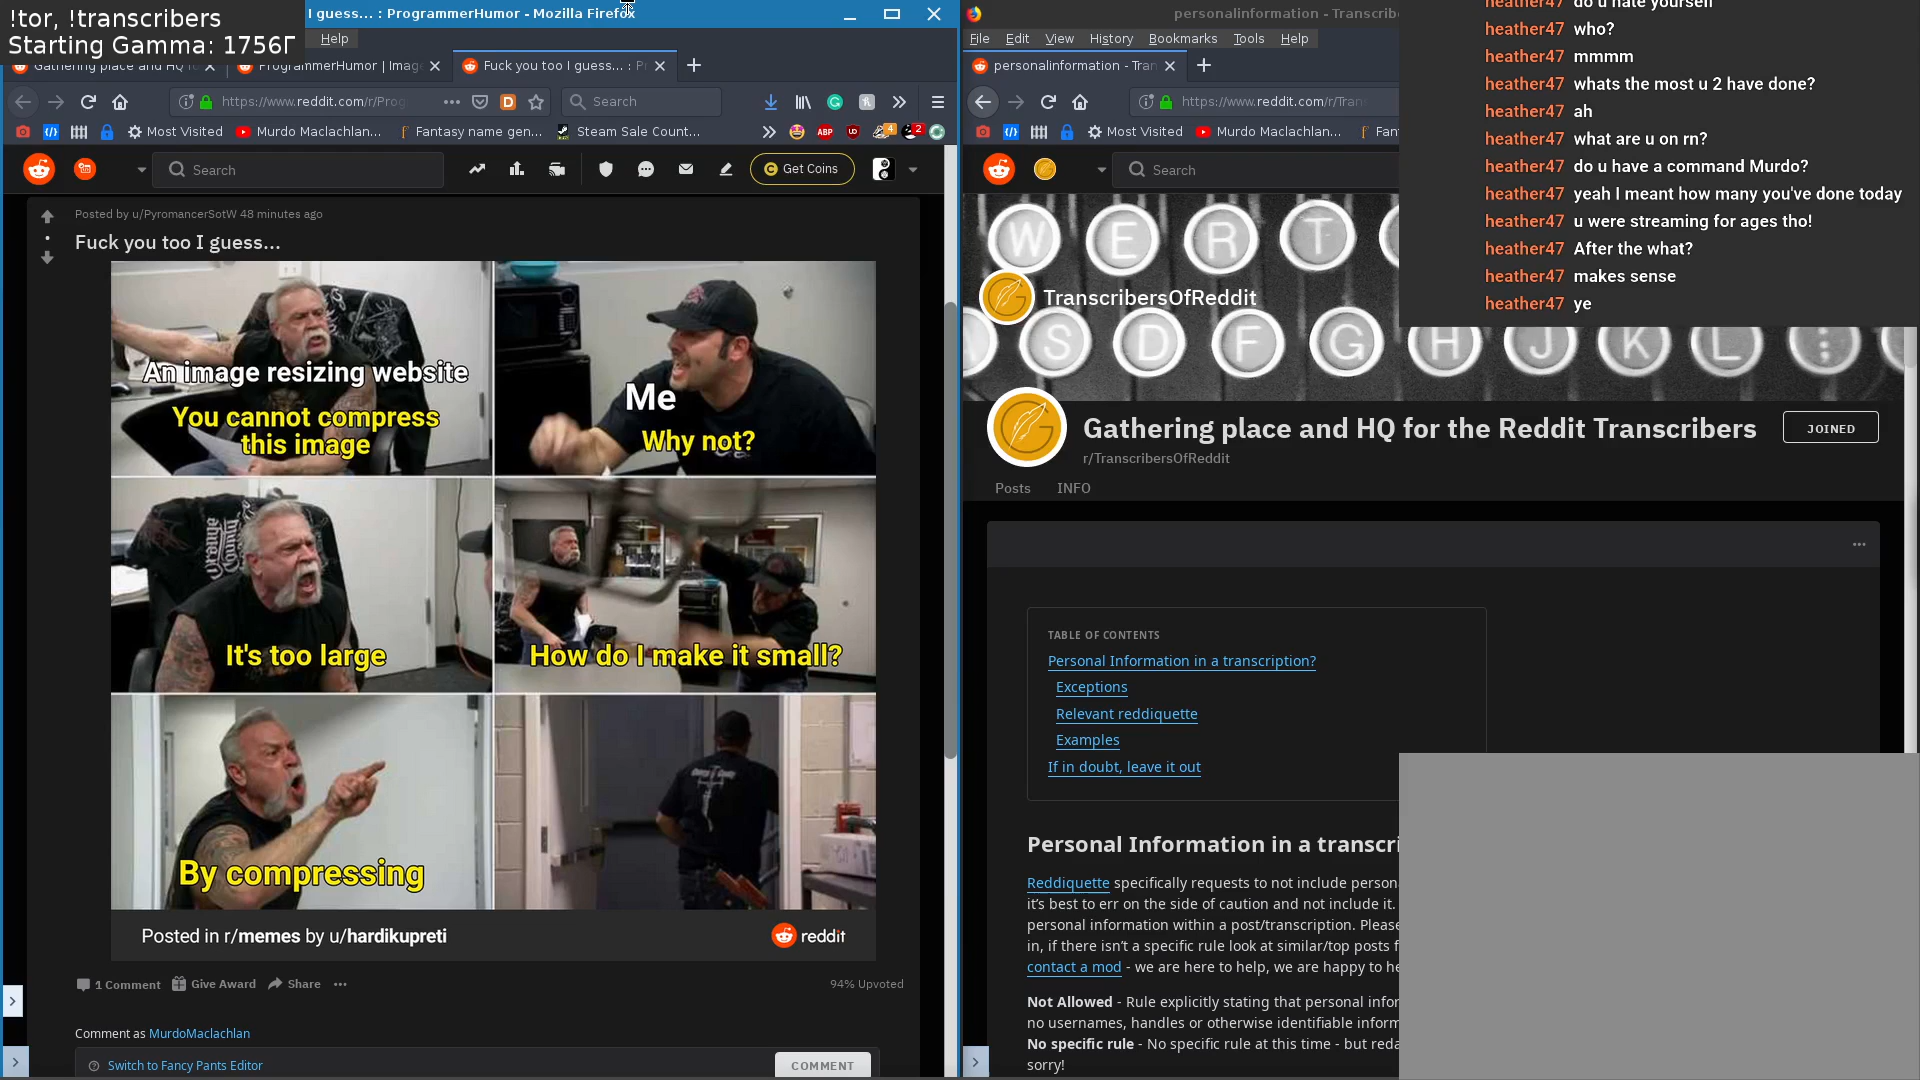 !tor, !transcribers
Starting Gamma: 1756Γ
I guess... : ProgrammerHumor - Mozilla Firefox
Help
Gathering place and HQ fo
ProgrammerHumor | Imag
Fuck you too I guess... : P
https://www.reddit.com/r/Prog
Search
Most Visited
Murdo Maclachlan...
Fantasy name gen...
Steam Sale Count...
ABP
4
2
Search
Get Coins
Posted by u/PyromancerSotW 48 minutes ago
Fuck you too I guess...
An image resizing website
You cannot compress
this image
Me
Why not?
Orange
County
It's too large
How do I make it small?
By compressing
Posted in r/memes by u/hardikupreti
reddit
1 Comment
Give Award
Share
94% Upvoted
Comment as MurdoMaclachlan
Switch to Fancy Pants Editor
COMMENT
personalinformation - Transcribe
File
Edit
View
History
Bookmarks
Tools
Help
personalinformation - Tran
https://www.reddit.com/r/Tran
Most Visited
Murdo Maclachlan...
Fan
Search
W
E
R
T
S
D
F
G
H
J
K
L
TranscribersOfReddit
Gathering place and HQ for the Reddit Transcribers
r/TranscribersOfReddit
JOINED
Posts
INFO
TABLE OF CONTENTS
Personal Information in a transcription?
Exceptions
Relevant reddiquette
Examples
If in doubt, leave it out
Personal Information in a transcri
Reddiquette specifically requests to not include person
it's best to err on the side of caution and not include it.
personal information within a post/transcription. Please
in, if there isn't a specific rule look at similar/top posts f
contact a mod - we are here to help, we are happy to he
Not Allowed - Rule explicitly stating that personal infor
no usernames, handles or otherwise identifiable inform
No specific rule - No specific rule at this time - but reda
sorry!
heather47 do u hate yourself
heather47 who?
heather47 mmmm
heather47 whats the most u 2 have done?
heather47 ah
heather47 what are u on rn?
heather47 do u have a command Murdo?
heather47 yeah I meant how many you've done today
heather47 u were streaming for ages tho!
heather47 After the what?
heather47 makes sense
heather47 ye